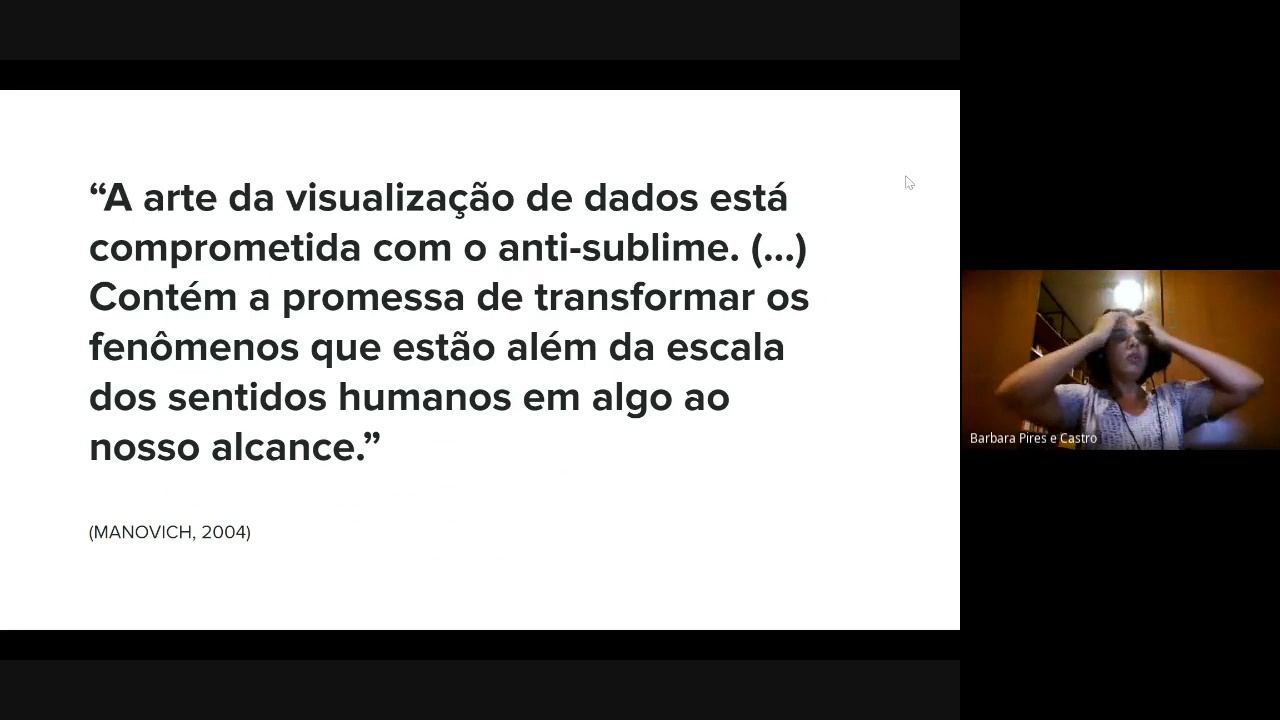 “A arte da visualização de dados está
comprometida com o anti-sublime. (...)
Contém a promessa de transformar os
fenômenos que estão além da escala
dos sentidos humanos em algo ao
nosso alcance.”
(MANOVICH, 2004)
Barbara Pires e Castro